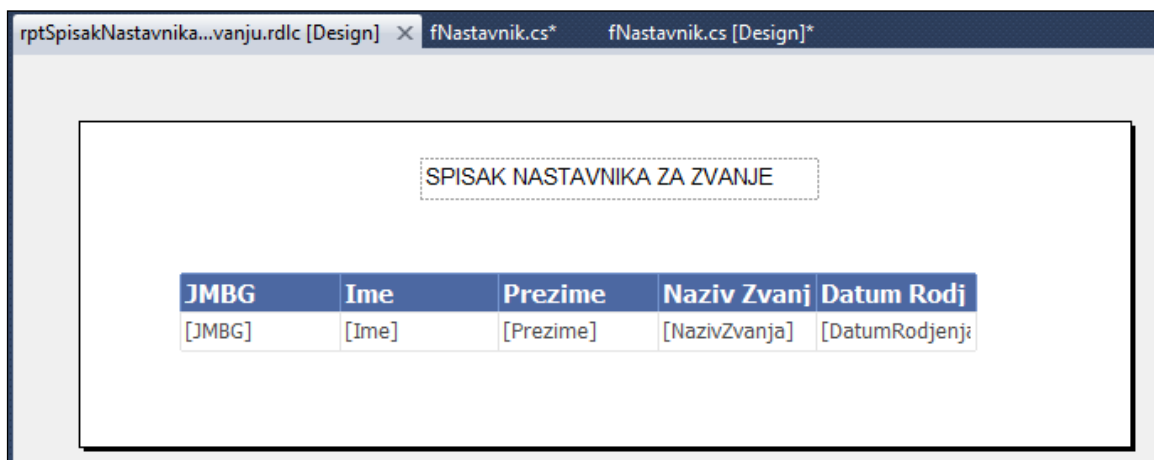 rptSpisakNastavnika...vanju.rdlc [Design] fNastavnik.cs* fNastavnik.cs [Design]*
SPISAK NASTAVNIKA ZA ZVANJE
JMBG Ime Prezime Naziv Zvanj Datum Rodj
[JMBG] [Ime] [Prezime] [NazivZvanja] [DatumRodjenja